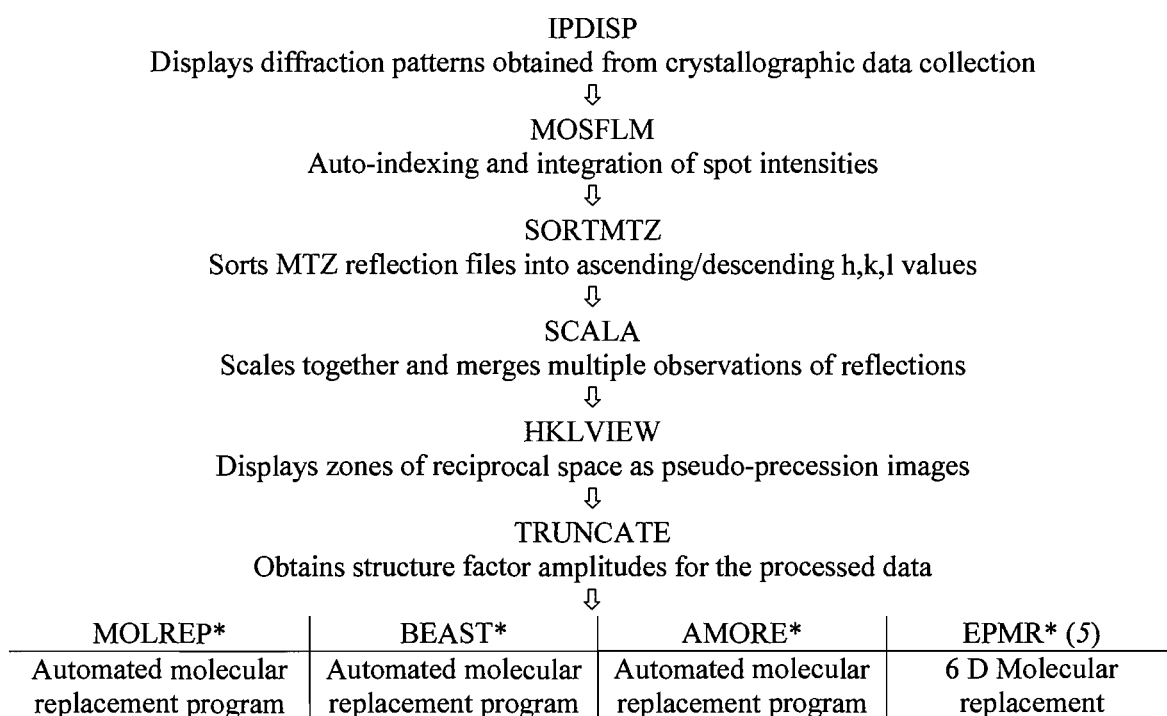 IPDISP
Displays diffraction patterns obtained from crystallographic data collection
⇩
MOSFLM
Auto-indexing and integration of spot intensities
⇩
SORTMTZ
Sorts MTZ reflection files into ascending/descending h,k,l values
⇩
SCALA
Scales together and merges multiple observations of reflections
⇩
HKLVIEW
Displays zones of reciprocal space as pseudo-precession images
⇩
TRUNCATE
Obtains structure factor amplitudes for the processed data
⇩
MOLREP* BEAST* AMORE* EPMR* (5)
Automated molecular Automated molecular Automated molecular 6 D Molecular
replacement program replacement program replacement program replacement